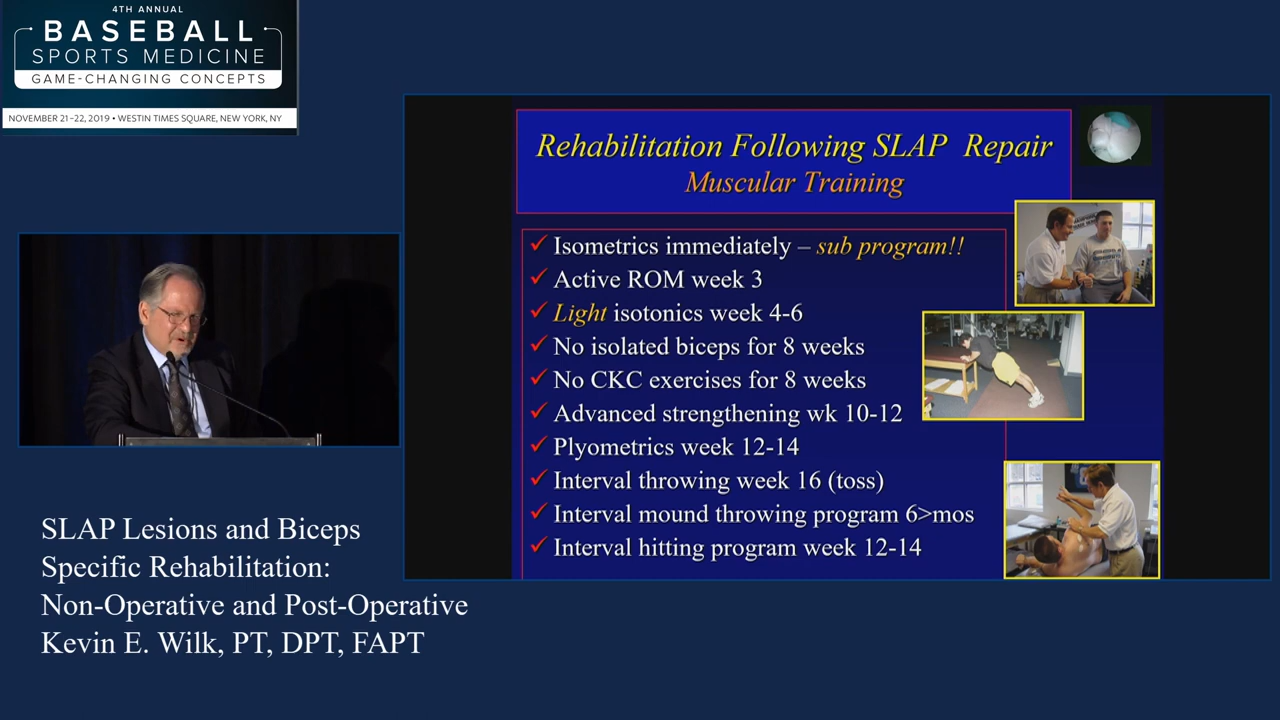 4TH ANNUAL
BASEBALL
SPORTS MEDICINE
GAME-CHANGING CONCEPTS
NOVEMBER 21–22, 2019 • WESTIN TIMES SQUARE, NEW YORK, NY
Rehabilitation Following SLAP Repair
Muscular Training
✓ Isometrics immediately – sub program!!
✓ Active ROM week 3
✓ Light isotonics week 4-6
✓ No isolated biceps for 8 weeks
✓ No CKC exercises for 8 weeks
✓ Advanced strengthening wk 10-12
✓ Plyometrics week 12-14
✓ Interval throwing week 16 (toss)
✓ Interval mound throwing program 6>mos
✓ Interval hitting program week 12-14
SLAP Lesions and Biceps
Specific Rehabilitation:
Non-Operative and Post-Operative
Kevin E. Wilk, PT, DPT, FAPT